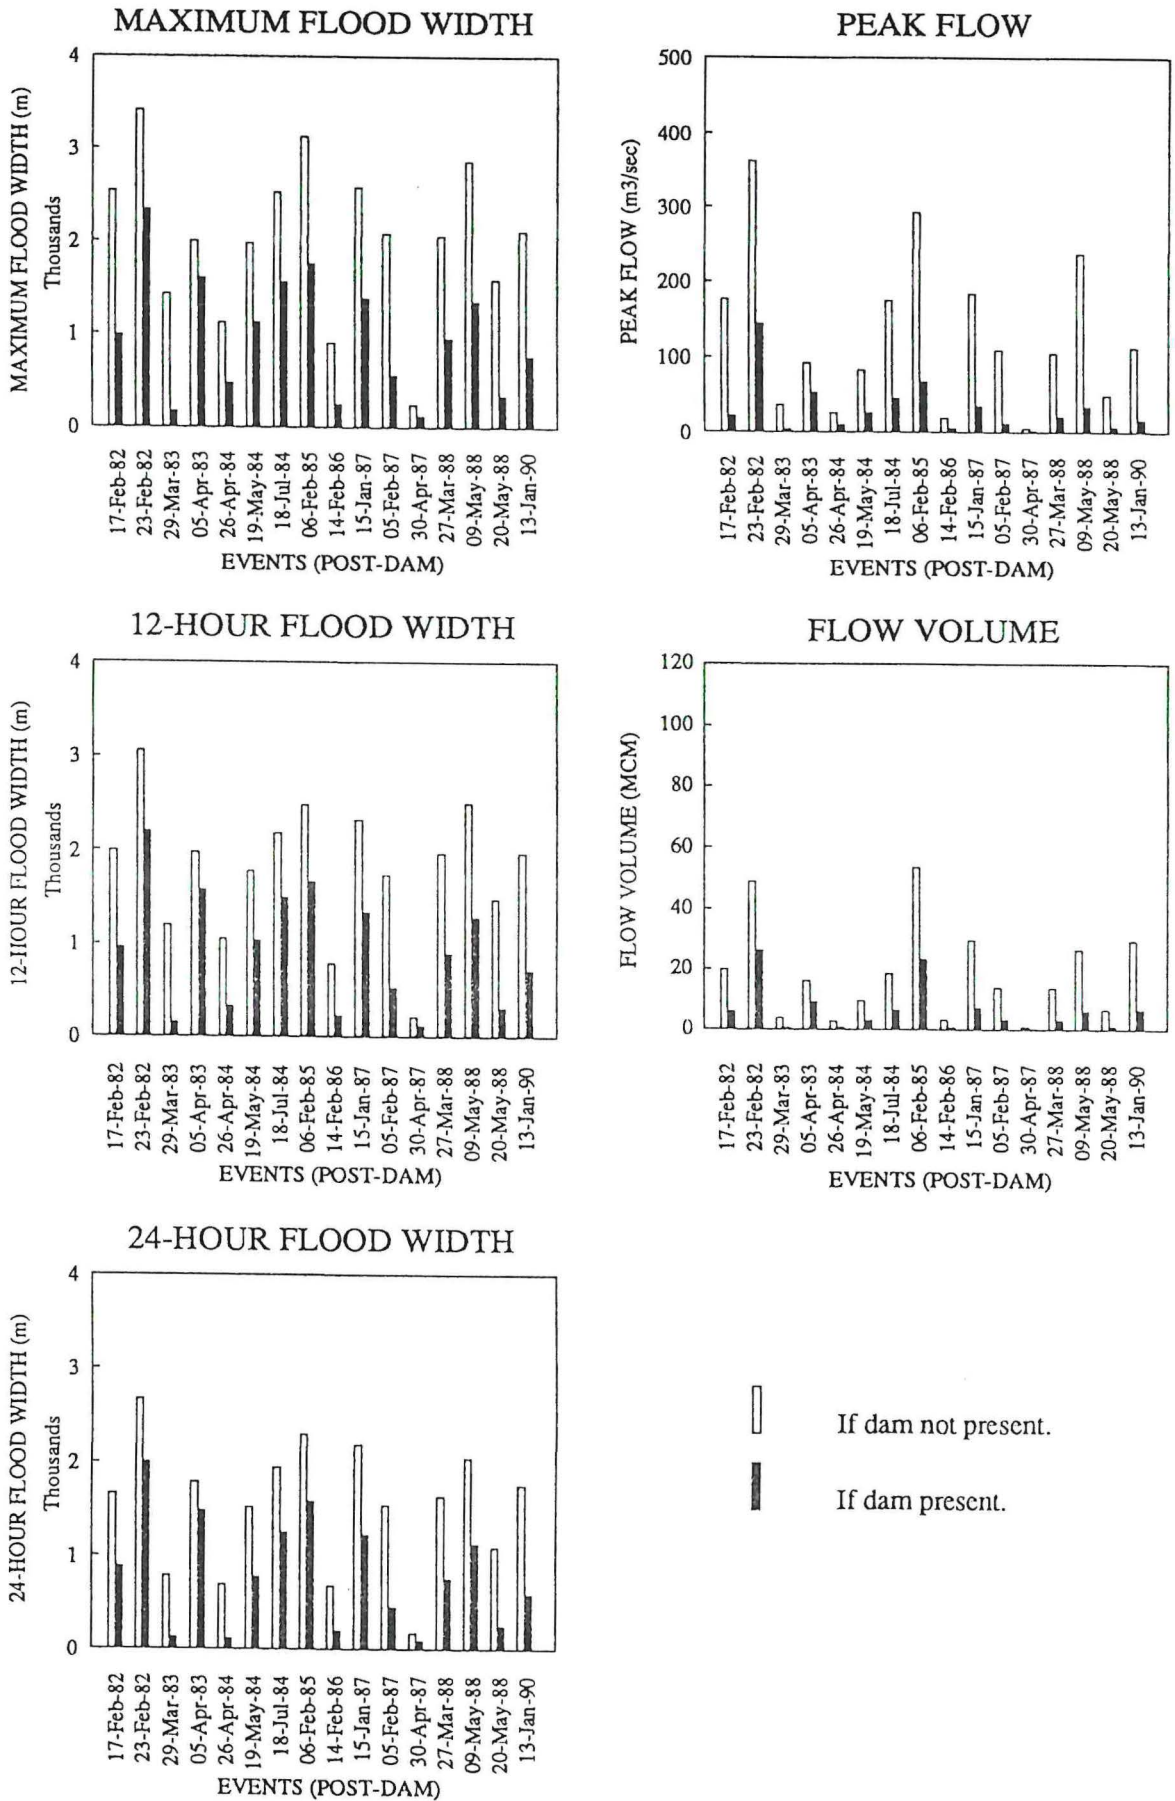 MAXIMUM FLOOD WIDTH
MAXIMUM FLOOD WIDTH (m)
Thousands
4
3
2
1
0
17-Feb-82
23-Feb-82
29-Mar-83
05-Apr-83
26-Apr-84
19-May-84
18-Jul-84
06-Feb-85
14-Feb-86
15-Jan-87
05-Feb-87
30-Apr-87
27-Mar-88
09-May-88
20-May-88
13-Jan-90
EVENTS (POST-DAM)
PEAK FLOW
PEAK FLOW (m3/sec)
500
400
300
200
100
0
17-Feb-82
23-Feb-82
29-Mar-83
05-Apr-83
26-Apr-84
19-May-84
18-Jul-84
06-Feb-85
14-Feb-86
15-Jan-87
05-Feb-87
30-Apr-87
27-Mar-88
09-May-88
20-May-88
13-Jan-90
EVENTS (POST-DAM)
12-HOUR FLOOD WIDTH
12-HOUR FLOOD WIDTH (m)
Thousands
4
3
2
1
0
17-Feb-82
23-Feb-82
29-Mar-83
05-Apr-83
26-Apr-84
19-May-84
18-Jul-84
06-Feb-85
14-Feb-86
15-Jan-87
05-Feb-87
30-Apr-87
27-Mar-88
09-May-88
20-May-88
13-Jan-90
EVENTS (POST-DAM)
FLOW VOLUME
FLOW VOLUME (MCM)
120
100
80
60
40
20
0
17-Feb-82
23-Feb-82
29-Mar-83
05-Apr-83
26-Apr-84
19-May-84
18-Jul-84
06-Feb-85
14-Feb-86
15-Jan-87
05-Feb-87
30-Apr-87
27-Mar-88
09-May-88
20-May-88
13-Jan-90
EVENTS (POST-DAM)
24-HOUR FLOOD WIDTH
24-HOUR FLOOD WIDTH (m)
Thousands
4
3
2
1
0
17-Feb-82
23-Feb-82
29-Mar-83
05-Apr-83
26-Apr-84
19-May-84
18-Jul-84
06-Feb-85
14-Feb-86
15-Jan-87
05-Feb-87
30-Apr-87
27-Mar-88
09-May-88
20-May-88
13-Jan-90
EVENTS (POST-DAM)
If dam not present.
If dam present.